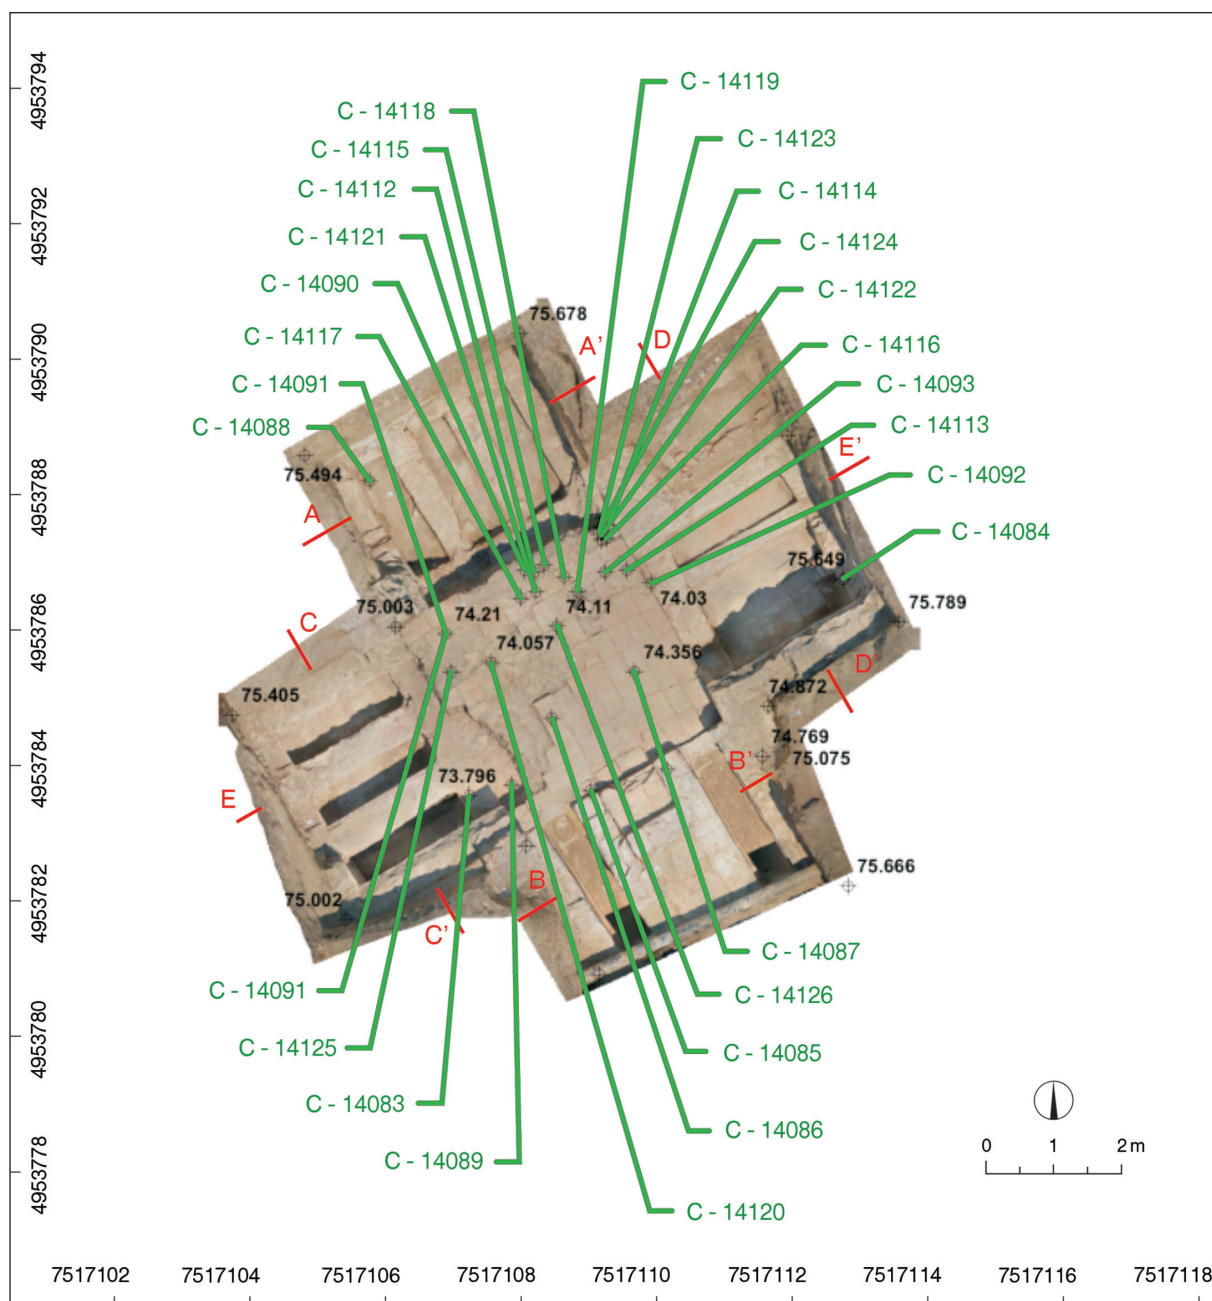 4953794
C - 14119
C - 14118
C - 14123
C - 14115
C - 14112
C - 14114
4953792
C - 14121
C - 14124
C - 14090
C - 14122
75.678
C - 14117
A'
D
C - 14116
4953790
C - 14091
C - 14093
C - 14088
C - 14113
E'
75.494
C - 14092
4953788
A
C - 14084
75.649
75.003
74.21
74.11
74.03
75.789
4953786
C
74.057
74.356
D'
75.405
74.872
74.769
75.075
4953784
B'
73.796
E
75.666
B
4953782
75.002
C'
C - 14087
C - 14091
C - 14126
4953780
C - 14125
C - 14085
C - 14083
C - 14086
0 1 2 m
C - 14089
4953778
C - 14120
7517102 7517104 7517106 7517108 7517110 7517112 7517114 7517116 7517118